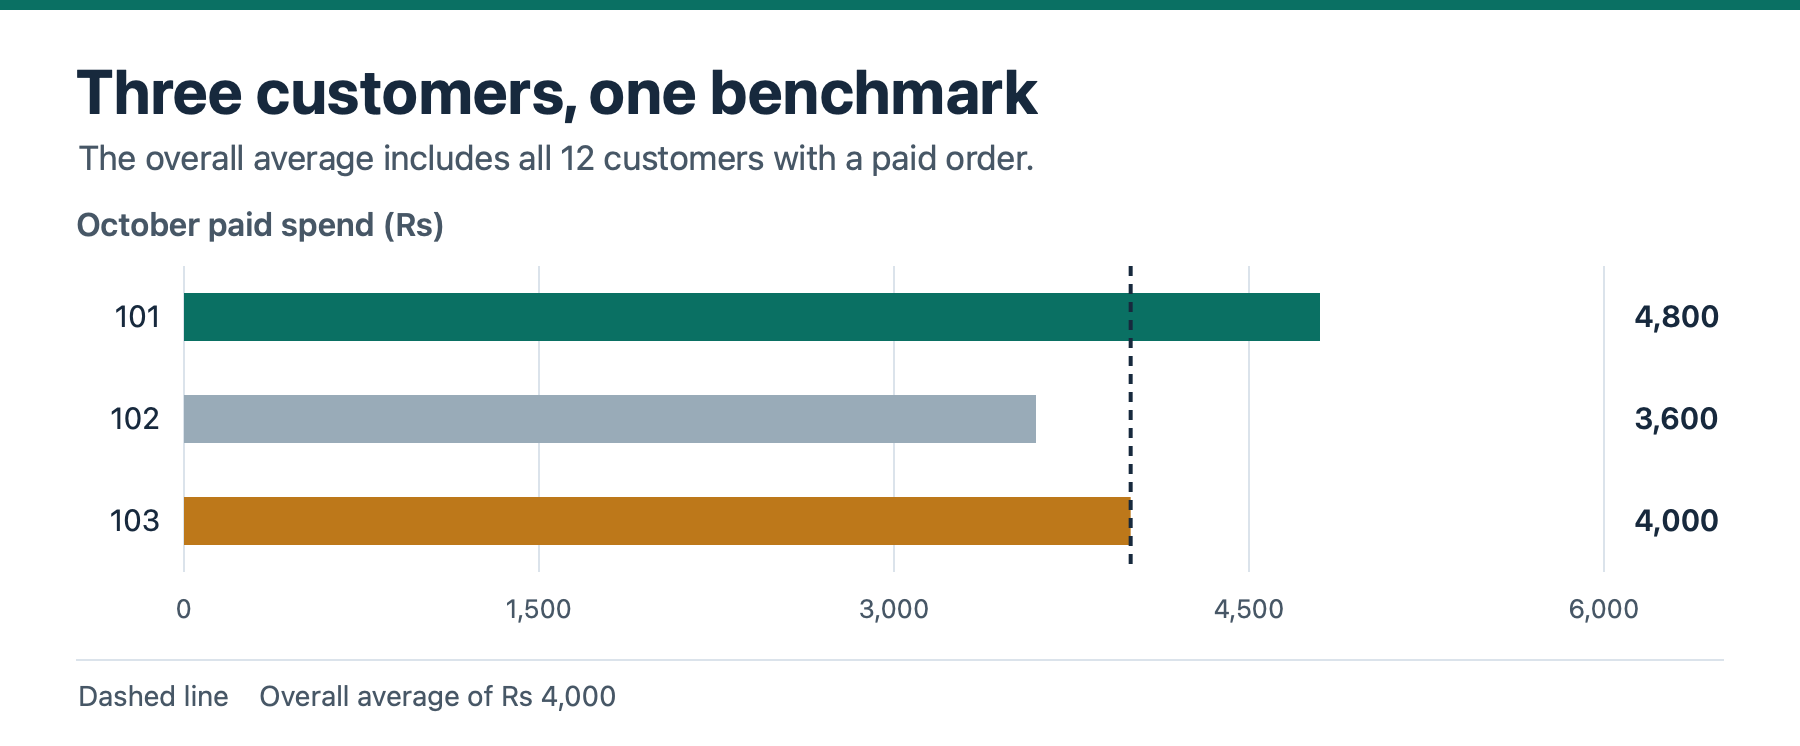 Three customers, one benchmark
The overall average includes all 12 customers with a paid order.
October paid spend (Rs)
101 4,800
102 3,600
103 4,000
0 1,500 3,000 4,500 6,000
Dashed line Overall average of Rs 4,000